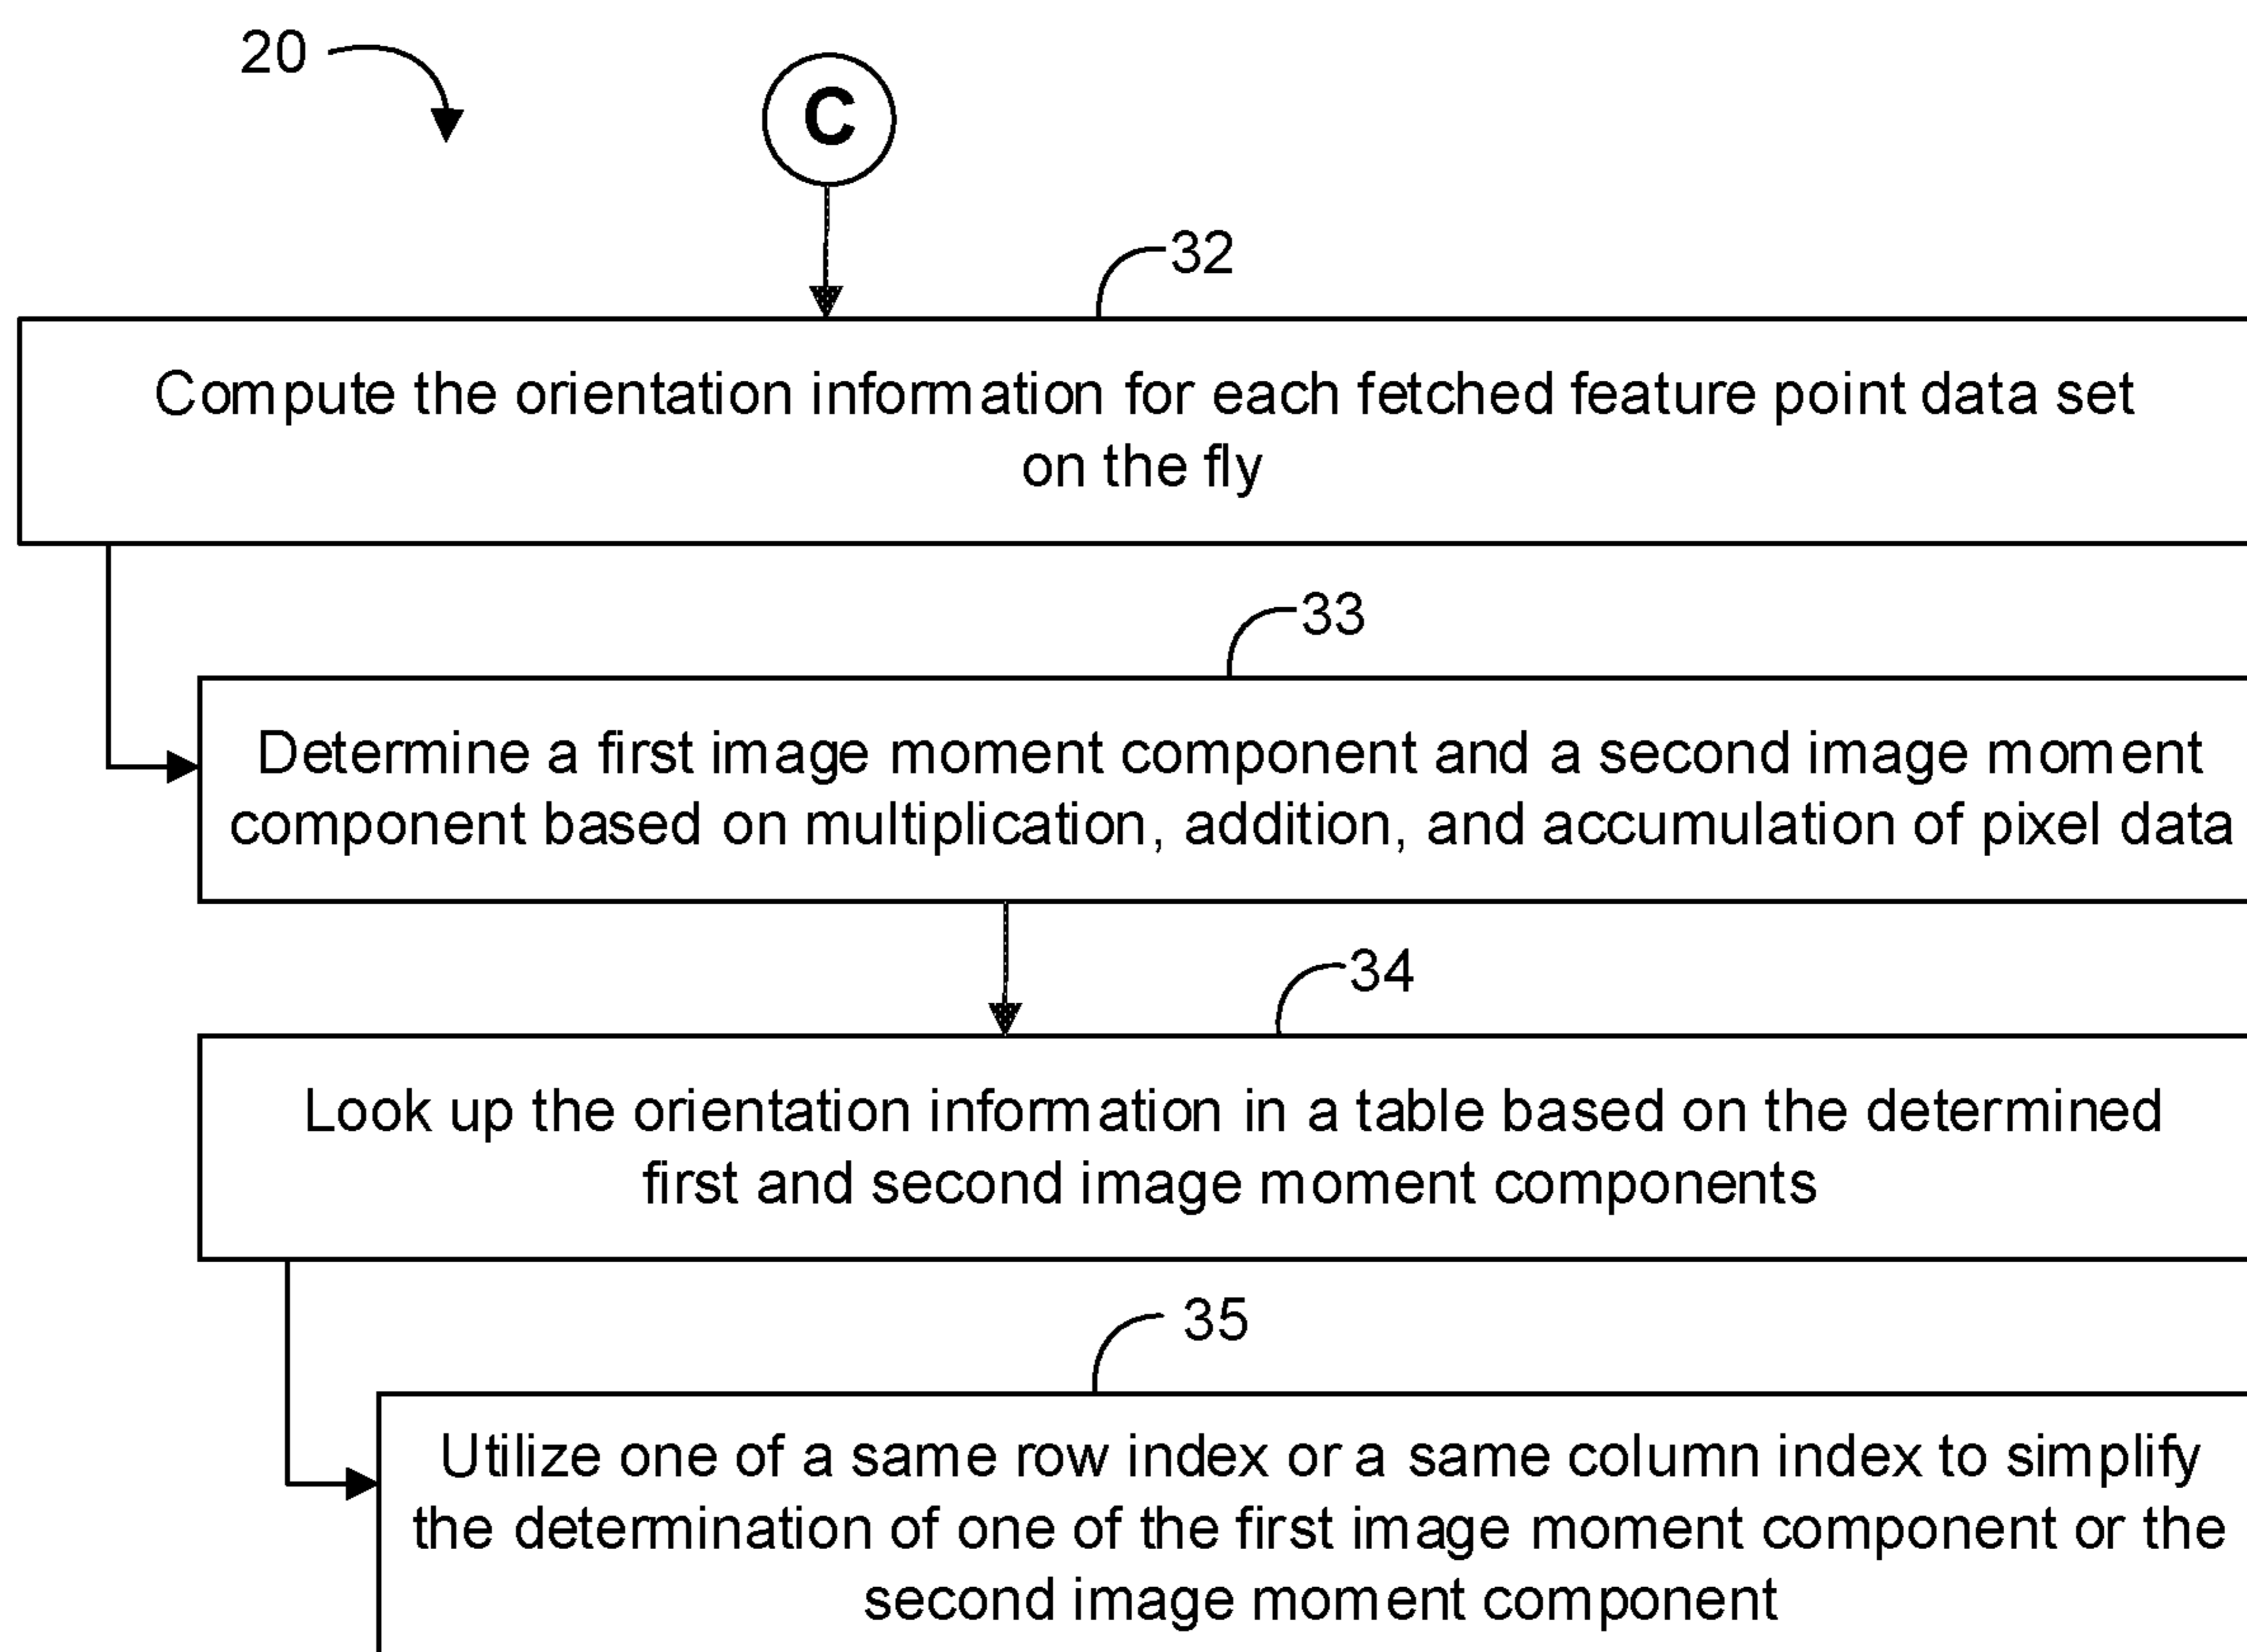 20
C
32
Compute the orientation information for each fetched feature point data set
on the fly
33
Determine a first image moment component and a second image moment
component based on multiplication, addition, and accumulation of pixel data
34
Look up the orientation information in a table based on the determined
first and second image moment components
35
Utilize one of a same row index or a same column index to simplify
the determination of one of the first image moment component or the
second image moment component